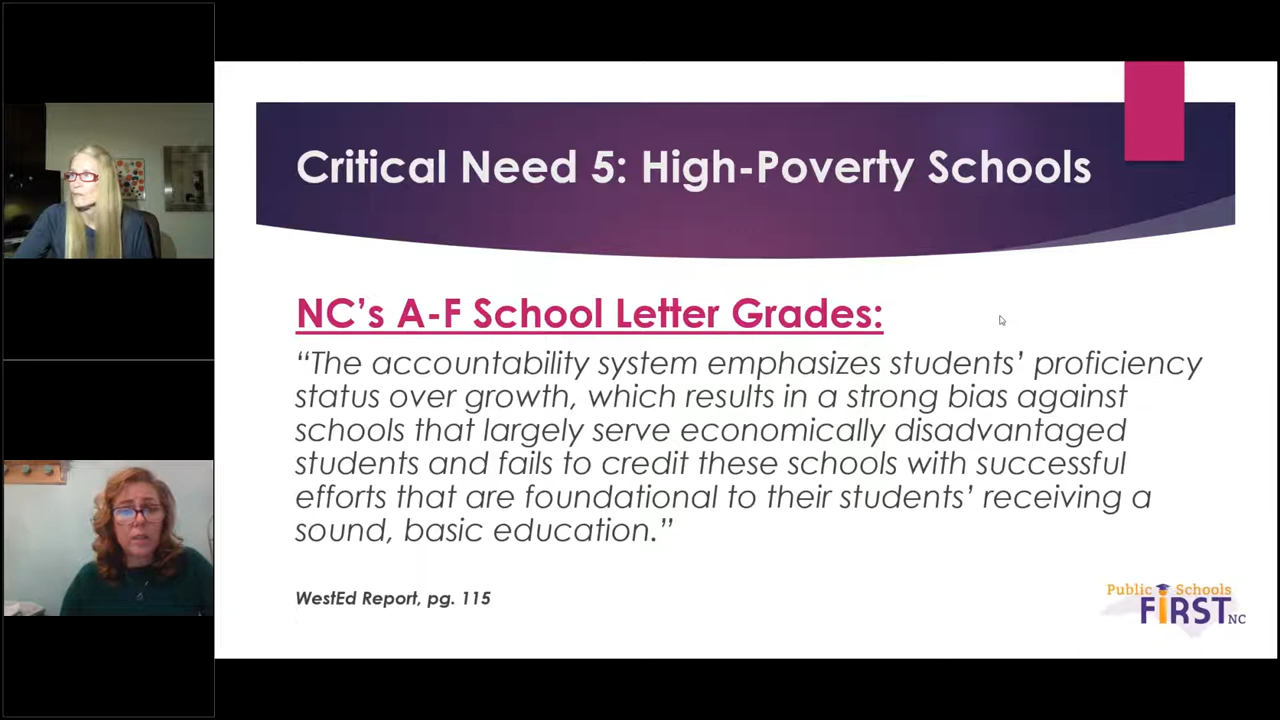 Critical Need 5: High-Poverty Schools
NC’s A-F School Letter Grades:
“The accountability system emphasizes students’ proficiency
status over growth, which results in a strong bias against
schools that largely serve economically disadvantaged
students and fails to credit these schools with successful
efforts that are foundational to their students’ receiving a
sound, basic education.”
WestEd Report, pg. 115
Public Schools
FiRST NC